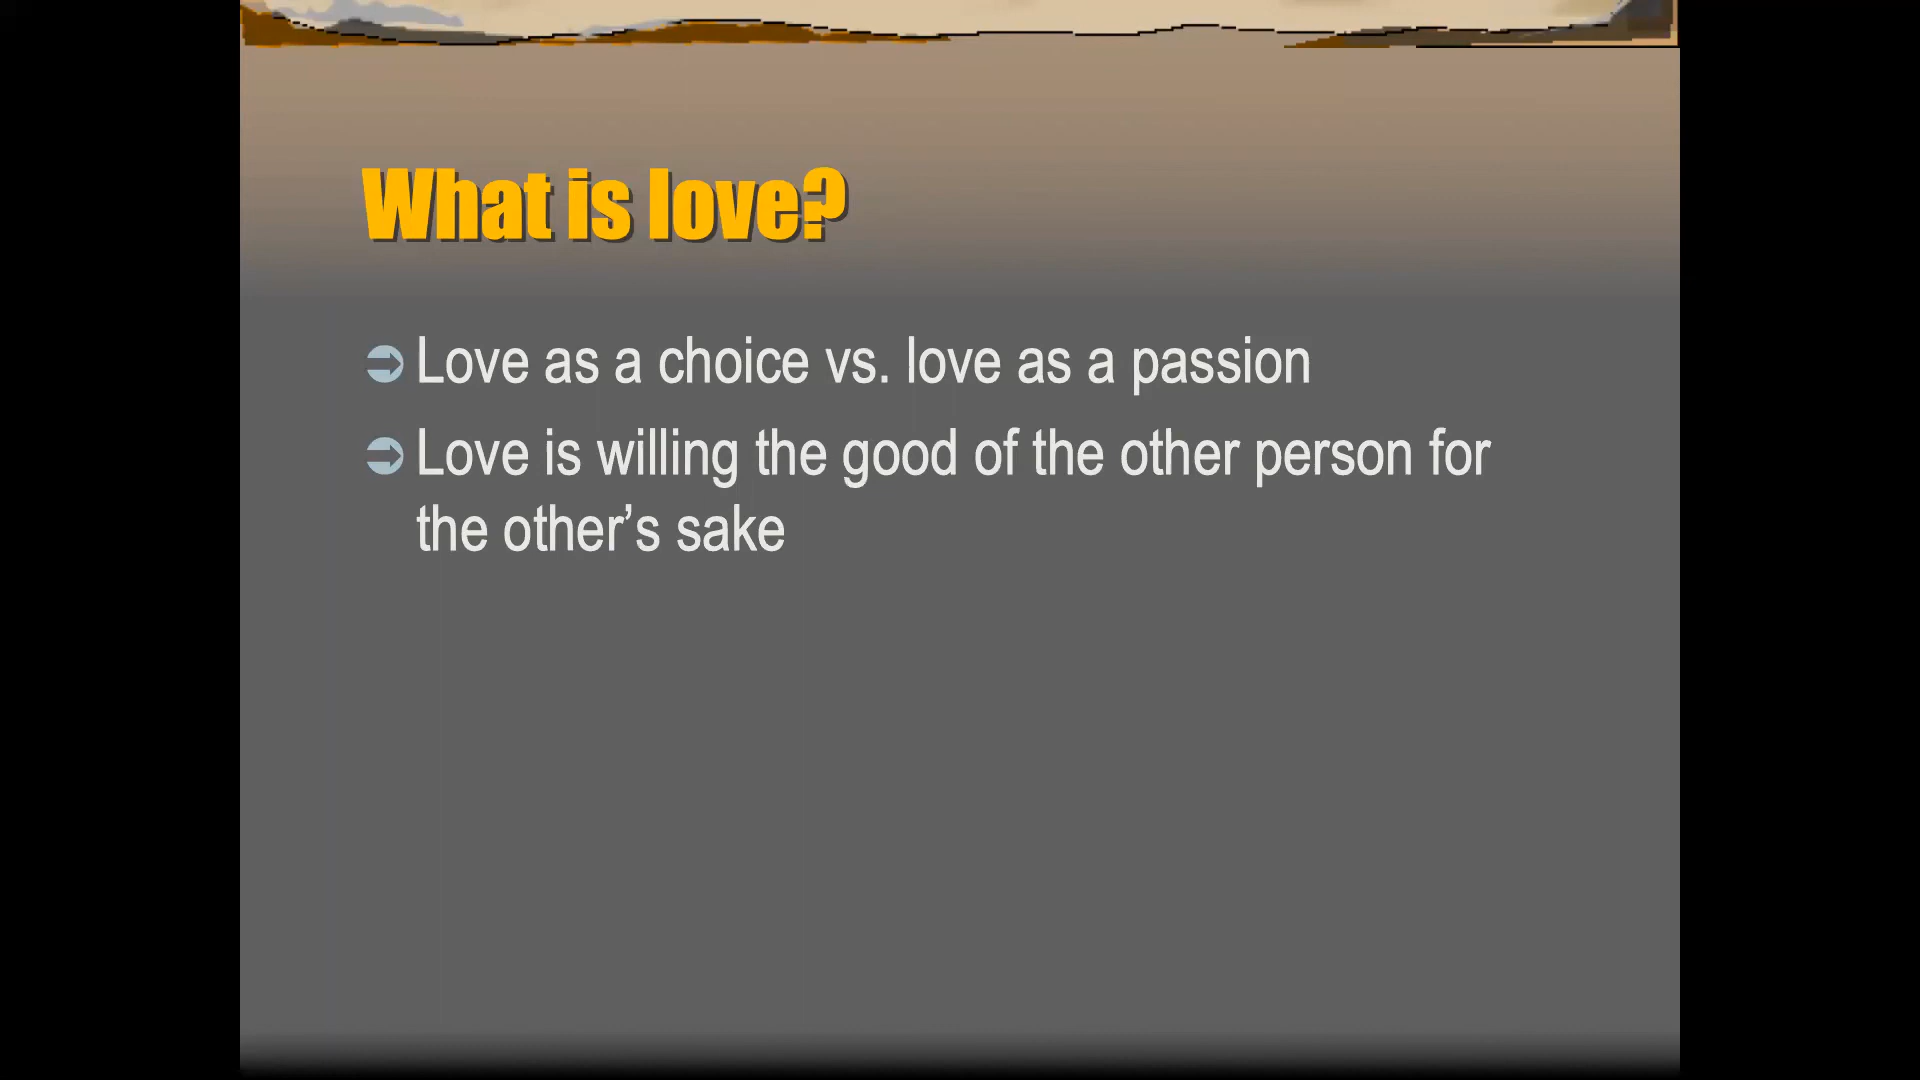 What is love?
Love as a choice vs. love as a passion
Love is willing the good of the other person for
the other’s sake